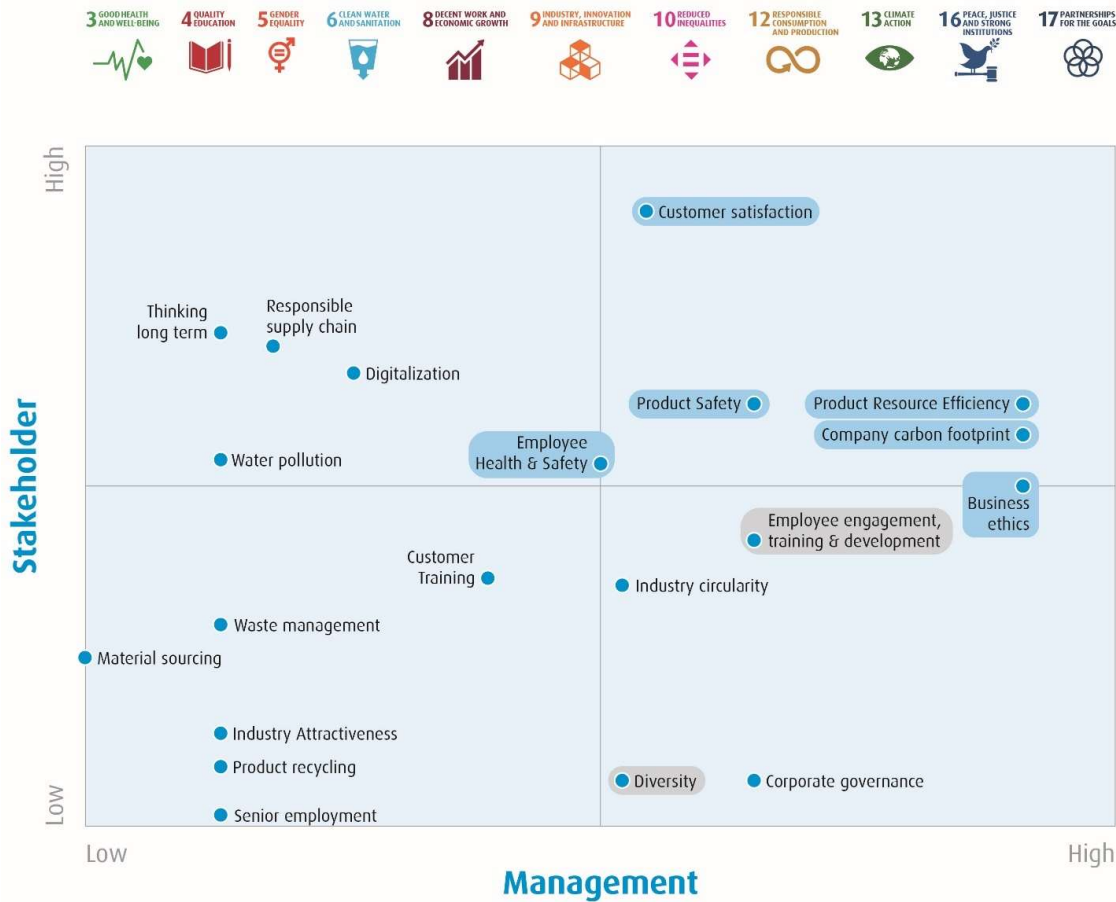 3 GOOD HEALTH
AND WELL-BEING
4 QUALITY
EDUCATION
5 GENDER
EQUALITY
6 CLEAN WATER
AND SANITATION
8 DECENT WORK AND
ECONOMIC GROWTH
9 INDUSTRY, INNOVATION
AND INFRASTRUCTURE
10 REDUCED
INEQUALITIES
12 RESPONSIBLE
CONSUMPTION
AND PRODUCTION
13 CLIMATE
ACTION
16 PEACE, JUSTICE
AND STRONG
INSTITUTIONS
17 PARTNERSHIPS
FOR THE GOALS
High
Customer satisfaction
Thinking
long term
Responsible
supply chain
Digitalization
Product Safety
Product Resource Efficiency
Company carbon footprint
Employee
Health & Safety
Water pollution
Stakeholder
Business
ethics
Employee engagement,
training & development
Customer
Training
Industry circularity
Waste management
Material sourcing
Industry Attractiveness
Product recycling
Diversity
Corporate governance
Senior employment
Low
Low
High
Management